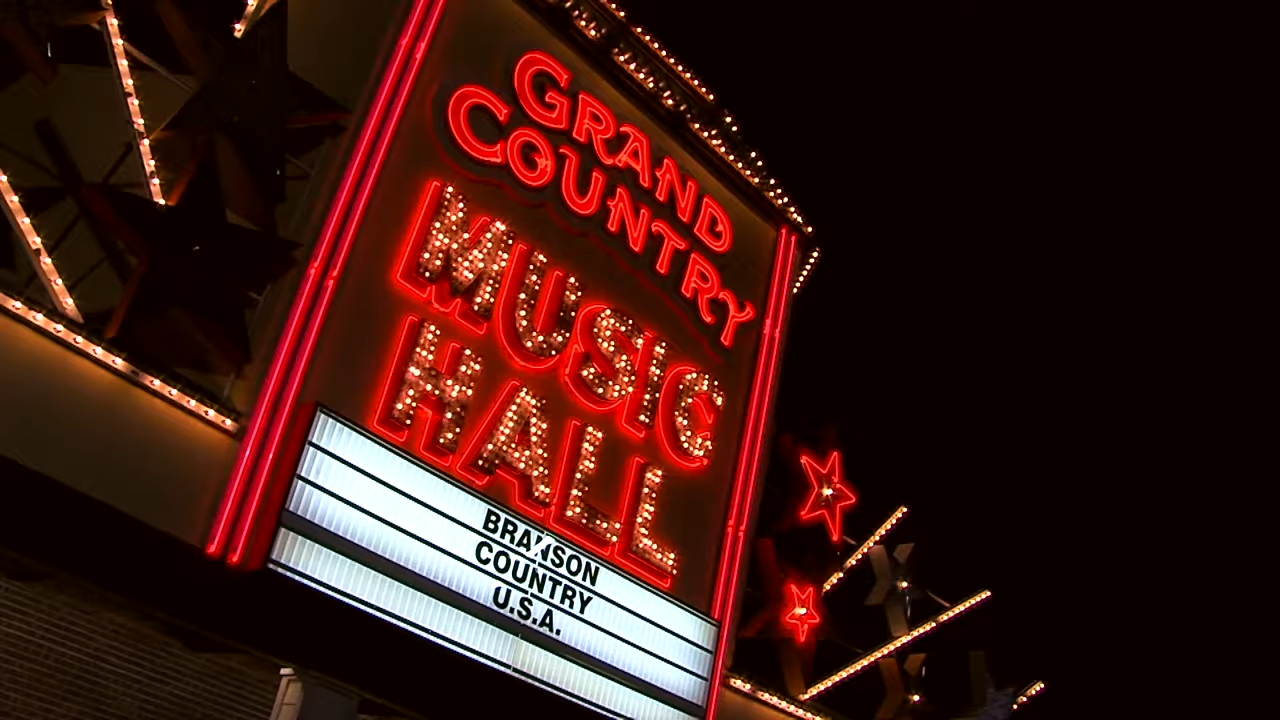 GRAND
COUNTRY
MUSIC
HALL
BRANSON
COUNTRY
U.S.A.